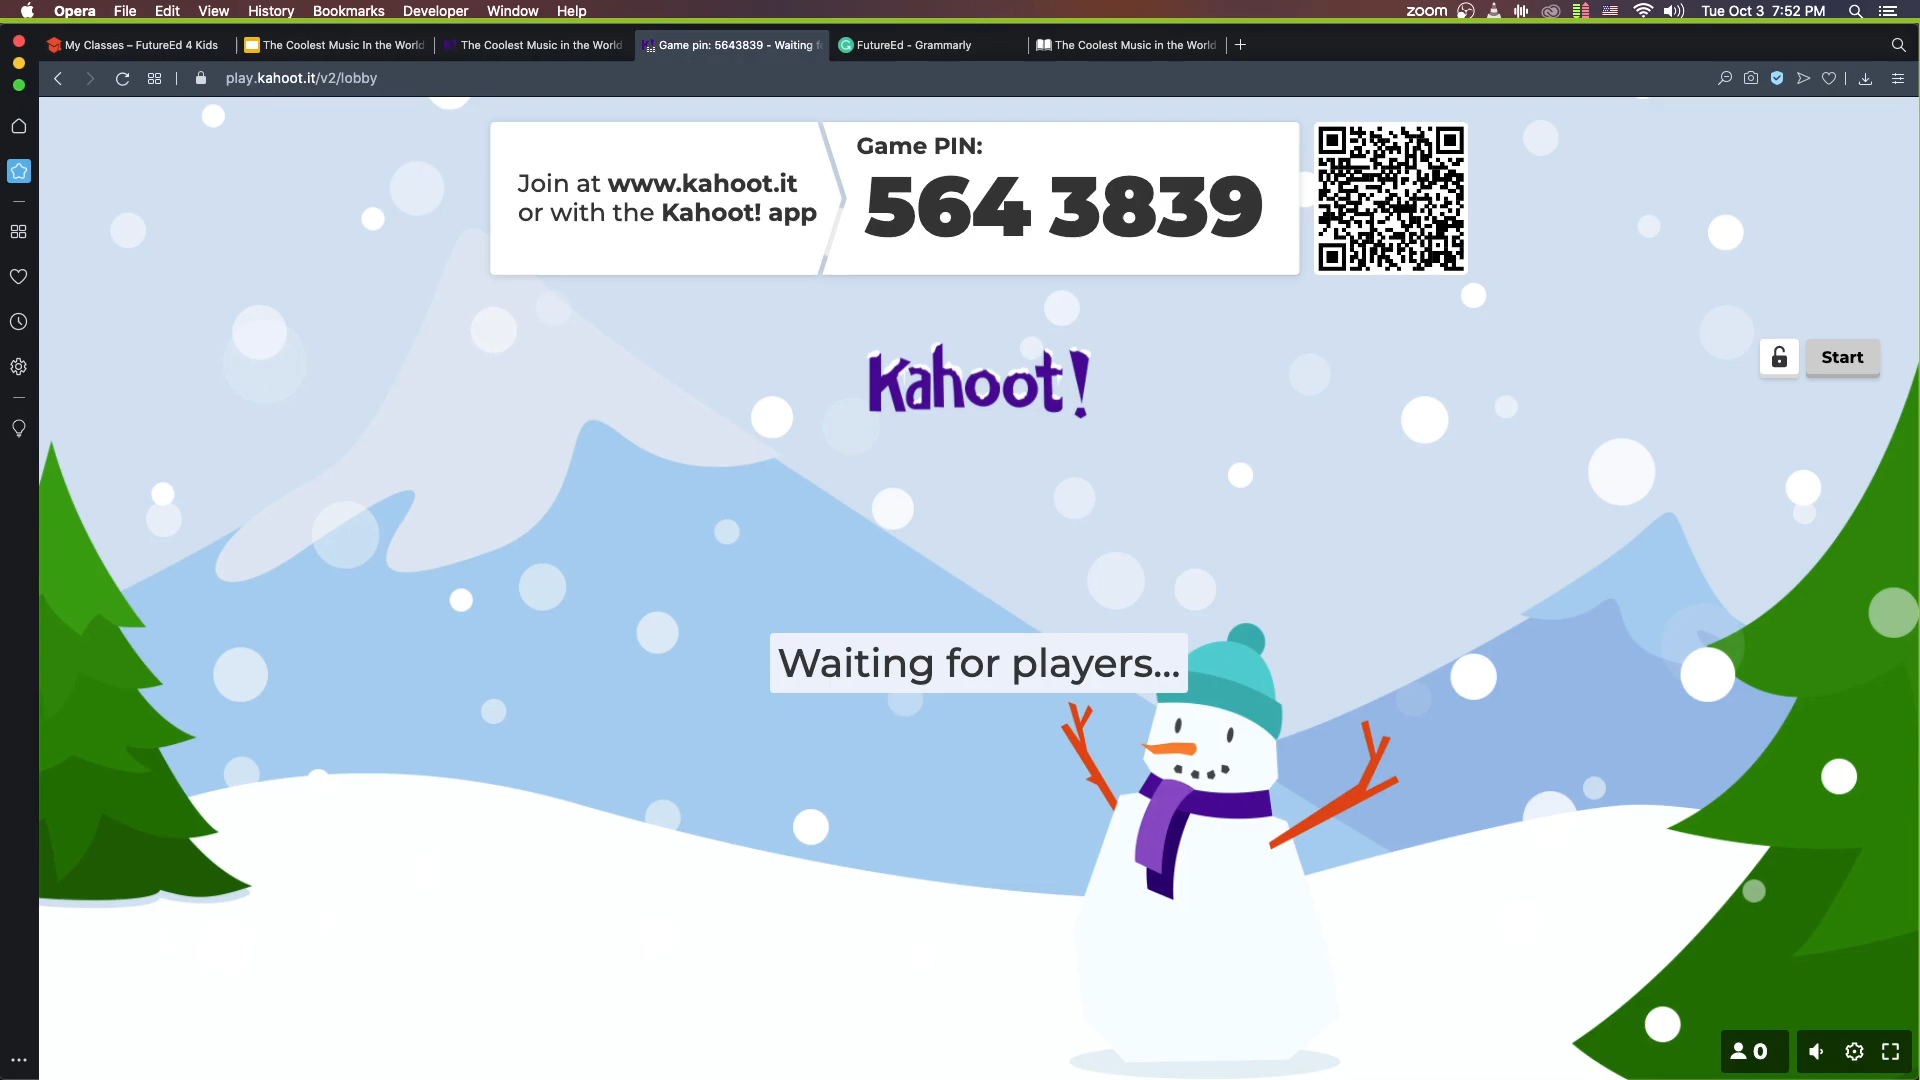 Opera File Edit View History Bookmarks Developer Window Help
zoom Tue Oct 3 7:52 PM
My Classes – FutureEd 4 Kids
The Coolest Music In the World
The Coolest Music in the World
Game pin: 5643839 - Waiting f
FutureEd - Grammarly
The Coolest Music in the World
play.kahoot.it/v2/lobby
Join at www.kahoot.it
or with the Kahoot! app
Game PIN:
564 3839
Kahoot!
Start
Waiting for players...
0